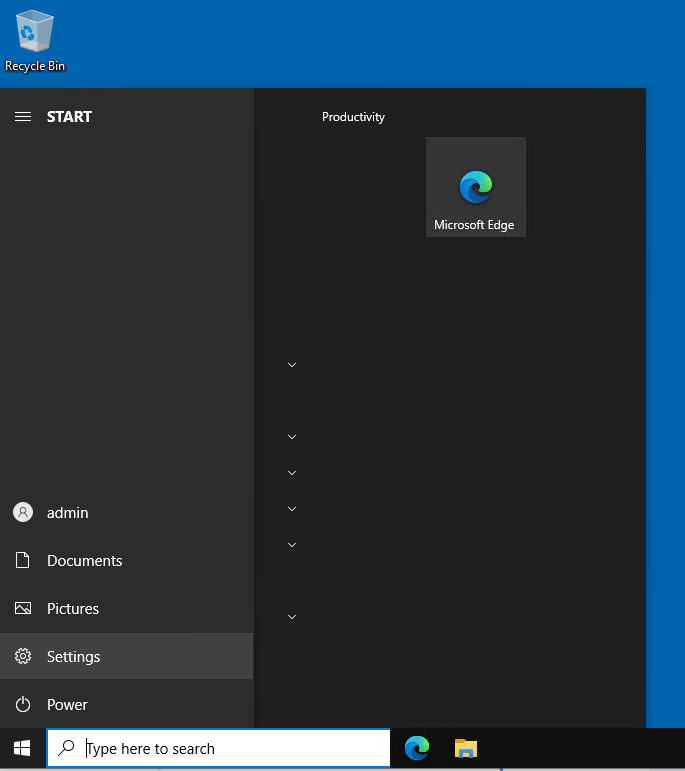 Recycle Bin
START
Productivity
Microsoft Edge
admin
Documents
Pictures
Settings
Power
Type here to search